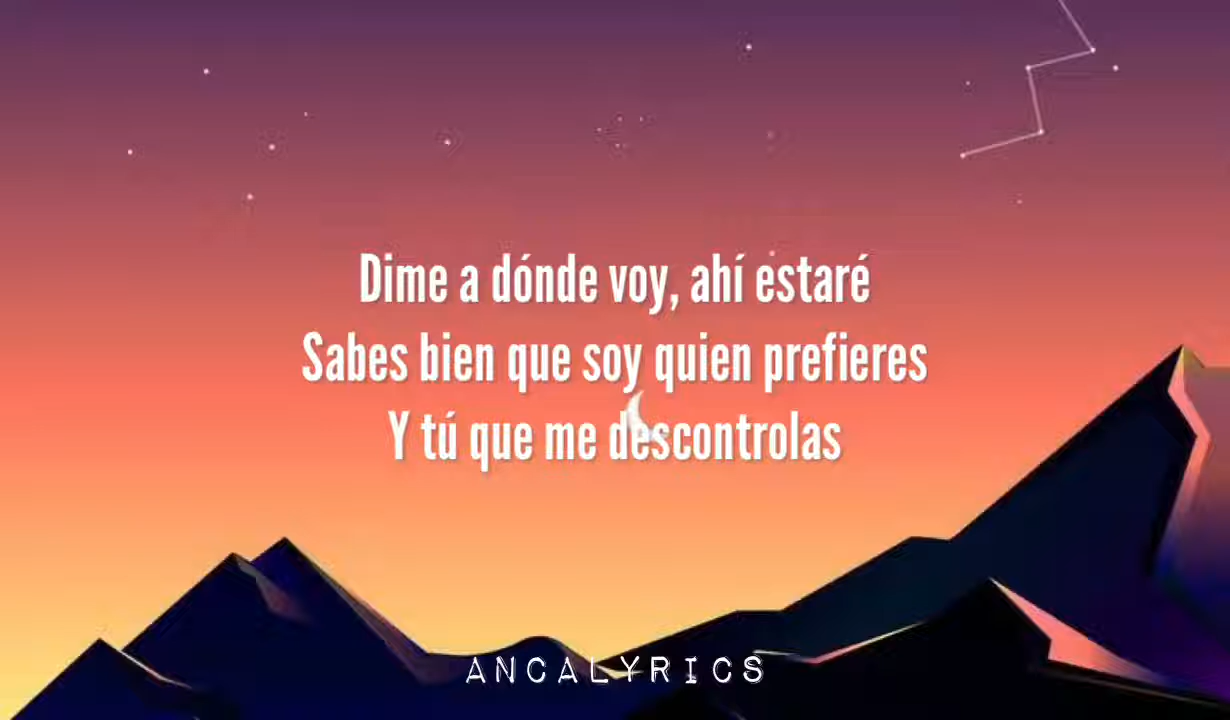 Dime a dónde voy, ahí estaré
Sabes bien que soy quien prefieres
Y tú que me descontrolas
ANCALYRICS